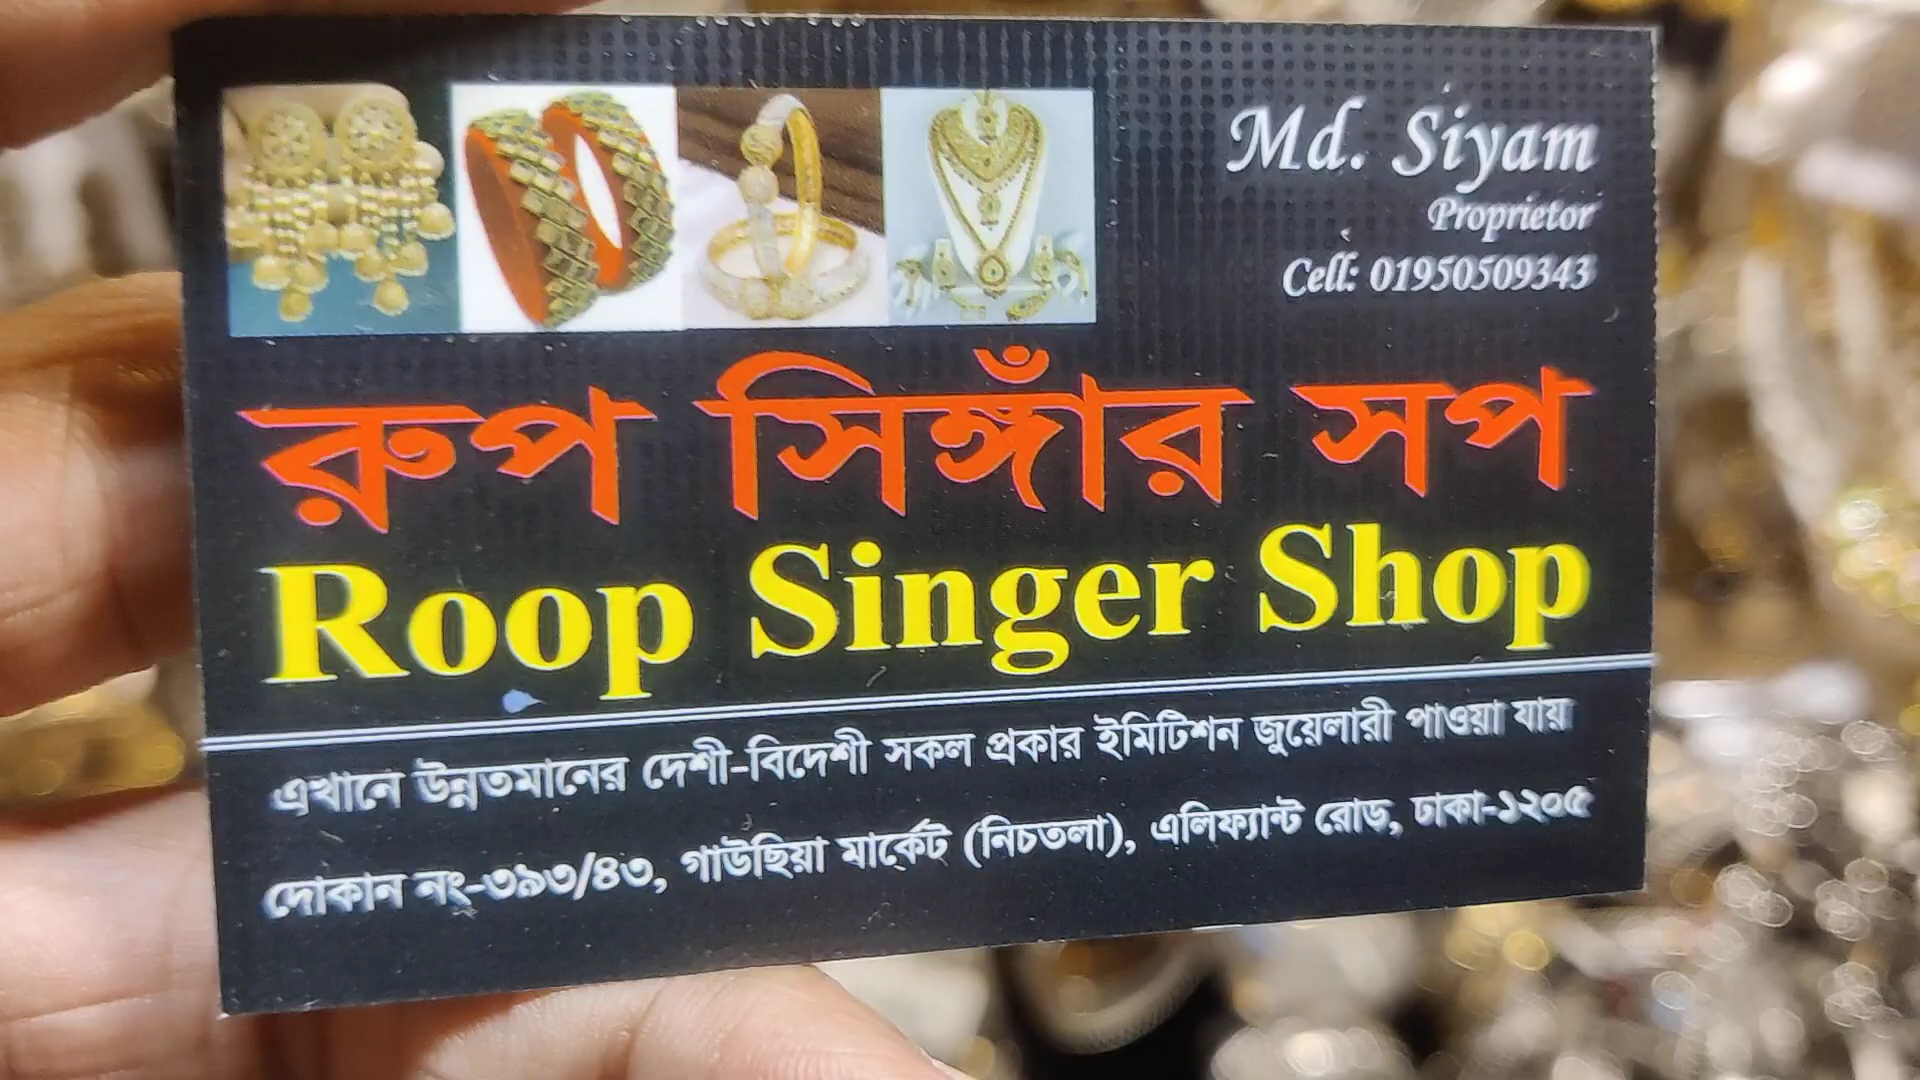 Md. Siyam
Proprietor
Cell: 01950509343
রুপ সিঙ্গাঁর সপ
Roop Singer Shop
এখানে উন্নতমানের দেশী-বিদেশী সকল প্রকার ইমিটিশন জুয়েলারী পাওয়া যায়
দোকান নং-৩৯৩/৪৩, গাউছিয়া মার্কেট (নিচতলা), এলিফ্যান্ট রোড, ঢাকা-১২০৫